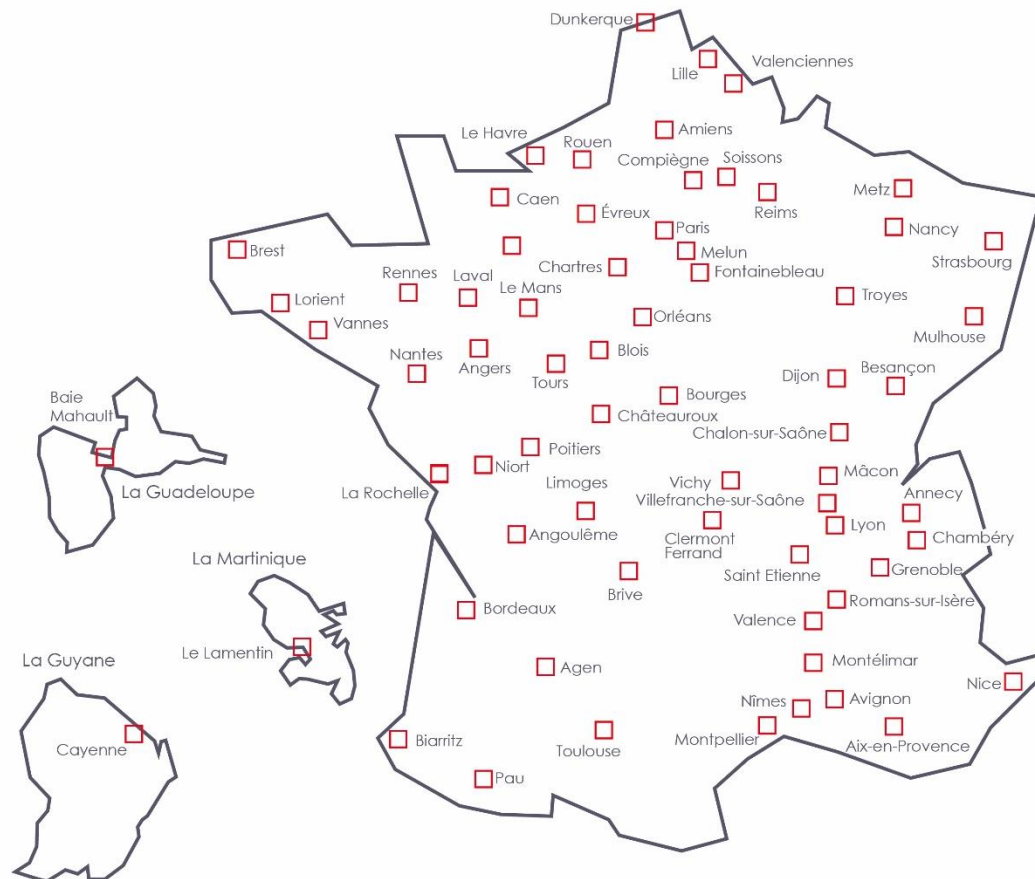 Dunkerque
Lille
Valenciennes
Amiens
Le Havre
Rouen
Compiègne
Soissons
Reims
Metz
Caen
Évreux
Paris
Nancy
Strasbourg
Brest
Melun
Chartres
Fontainebleau
Rennes
Laval
Le Mans
Lorient
Vannes
Orléans
Troyes
Mulhouse
Nantes
Angers
Tours
Blois
Dijon
Besançon
Bourges
Châteauroux
Chalon-sur-Saône
Baie
Mahault
La Guadeloupe
Poitiers
Niort
La Rochelle
Limoges
Vichy
Mâcon
Villefranche-sur-Saône
Annecy
Angoulême
Clermont
Ferrand
Lyon
Chambéry
Saint Etienne
Grenoble
La Martinique
Brive
Bordeaux
Romans-sur-Isère
Valence
Le Lamentin
La Guyane
Agen
Montélimar
Nice
Nîmes
Avignon
Cayenne
Biarritz
Toulouse
Montpellier
Aix-en-Provence
Pau